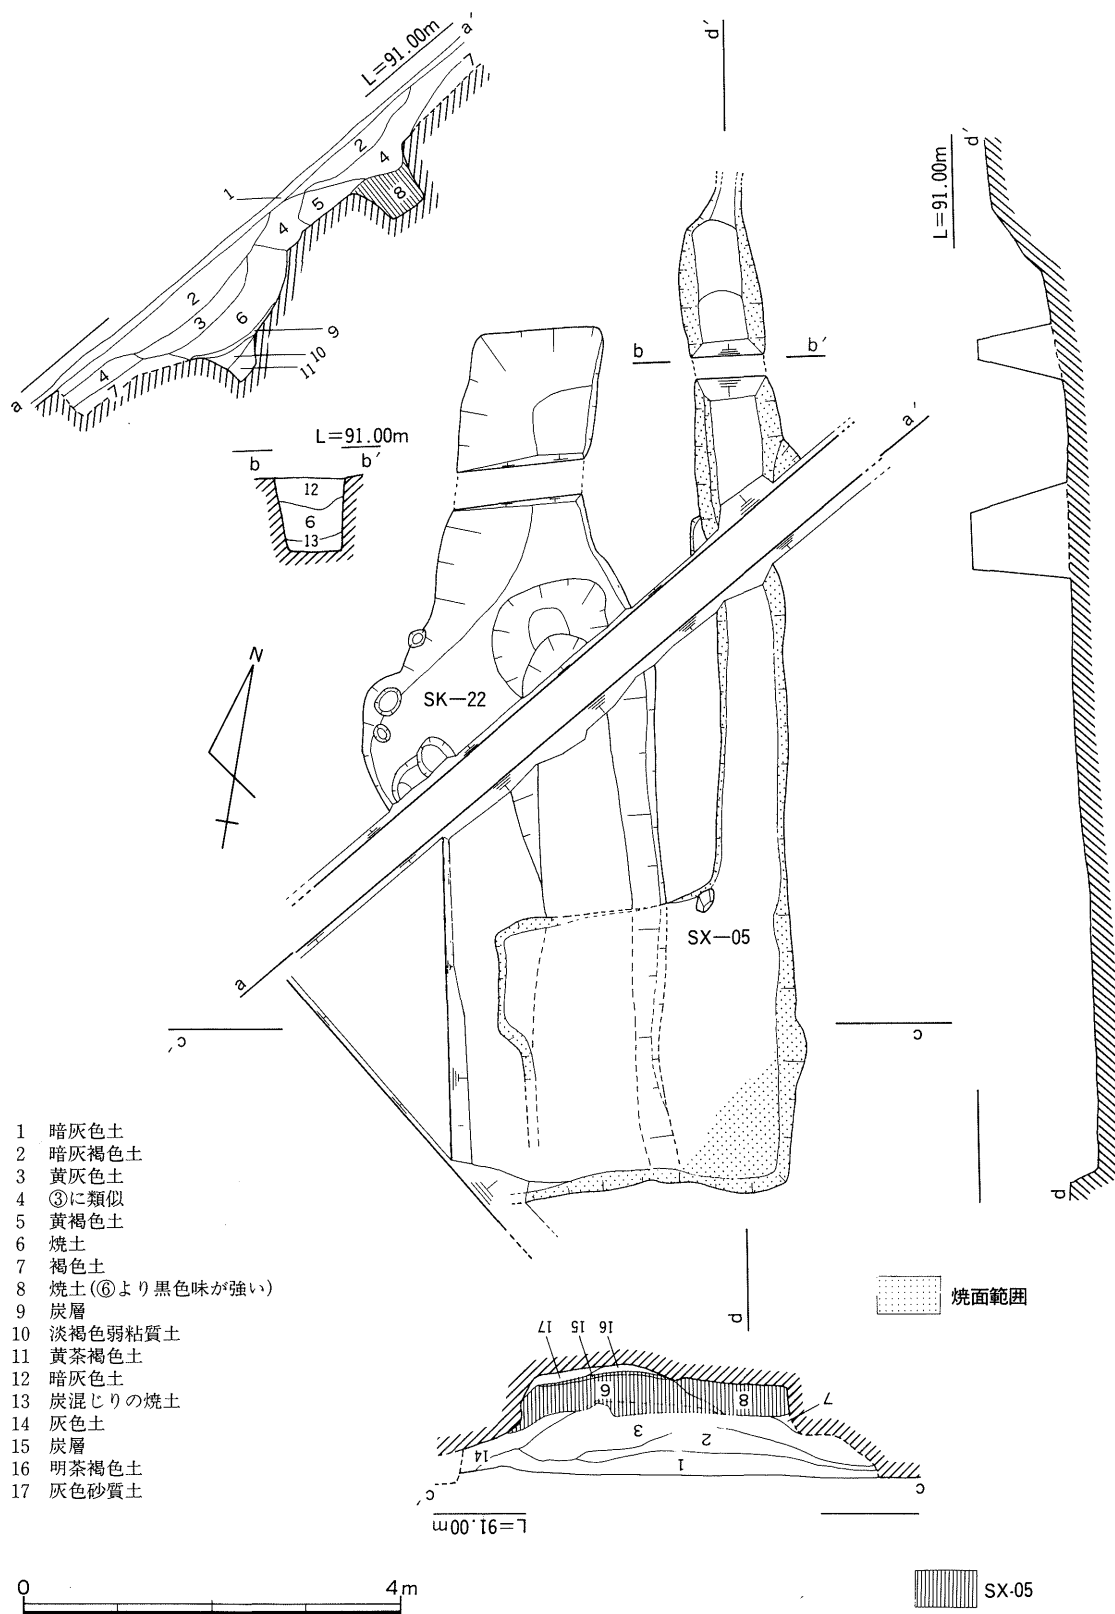 L=91.00m
a′
7
2
4
1
8
5
4
2
3
6
9
10
11
4
7
a
L=91.00m
b
b′
12
6
13
N
d′
b
b′
a′
SK-22
SX-05
a
c′
c
d
d′
L=91.00m
d
1 暗灰色土
2 暗灰褐色土
3 黄灰色土
4 ③に類似
5 黄褐色土
6 焼土
7 褐色土
8 焼土(⑥より黒色味が強い)
9 炭層
10 淡褐色弱粘質土
11 黄茶褐色土
12 暗灰色土
13 炭混じりの焼土
14 灰色土
15 炭層
16 明茶褐色土
17 灰色砂質土
焼面範囲
17
15
16
6
8
7
3
2
14
1
c′
c
L=91.00m
0
4m
SX-05